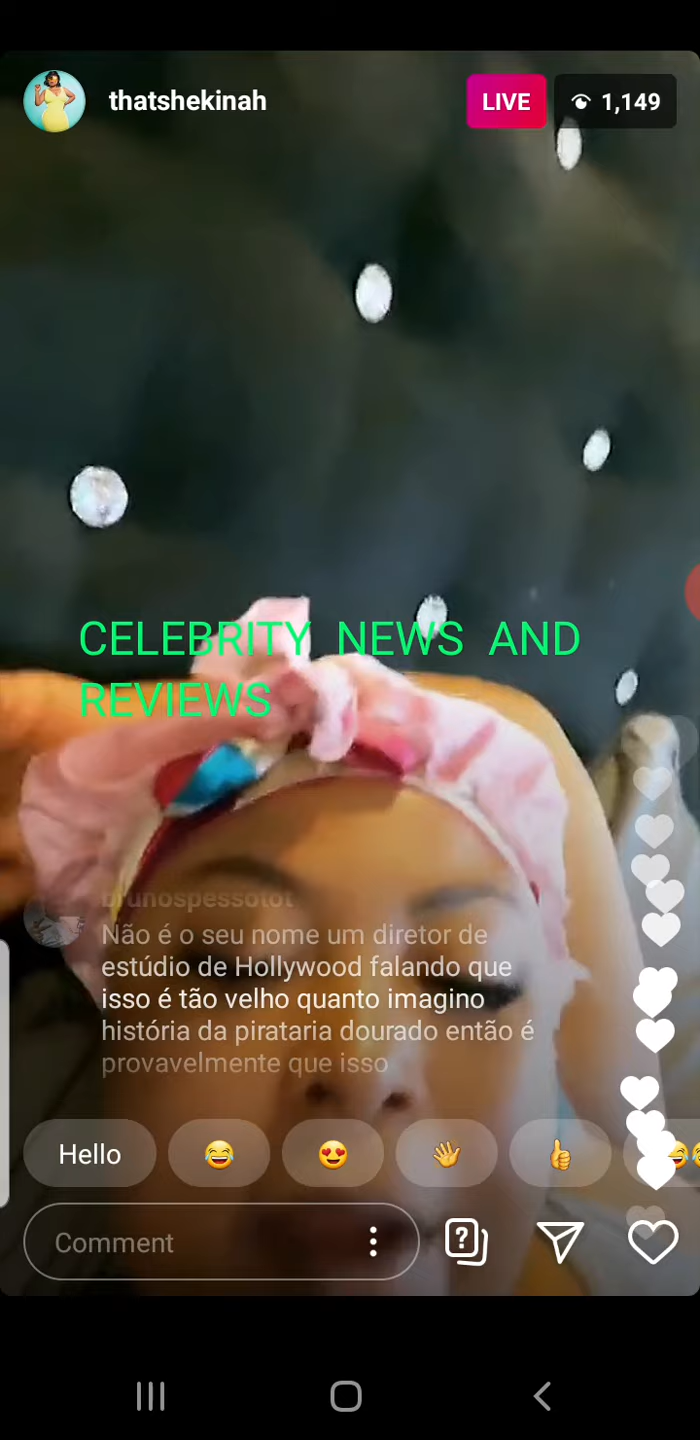 thatshekinah
LIVE
1,149
CELEBRITY NEWS AND
REVIEWS
brunospessotot
Não é o seu nome um diretor de
estúdio de Hollywood falando que
isso é tão velho quanto imagino
história da pirataria dourado então é
provavelmente que isso
Hello
Comment
?